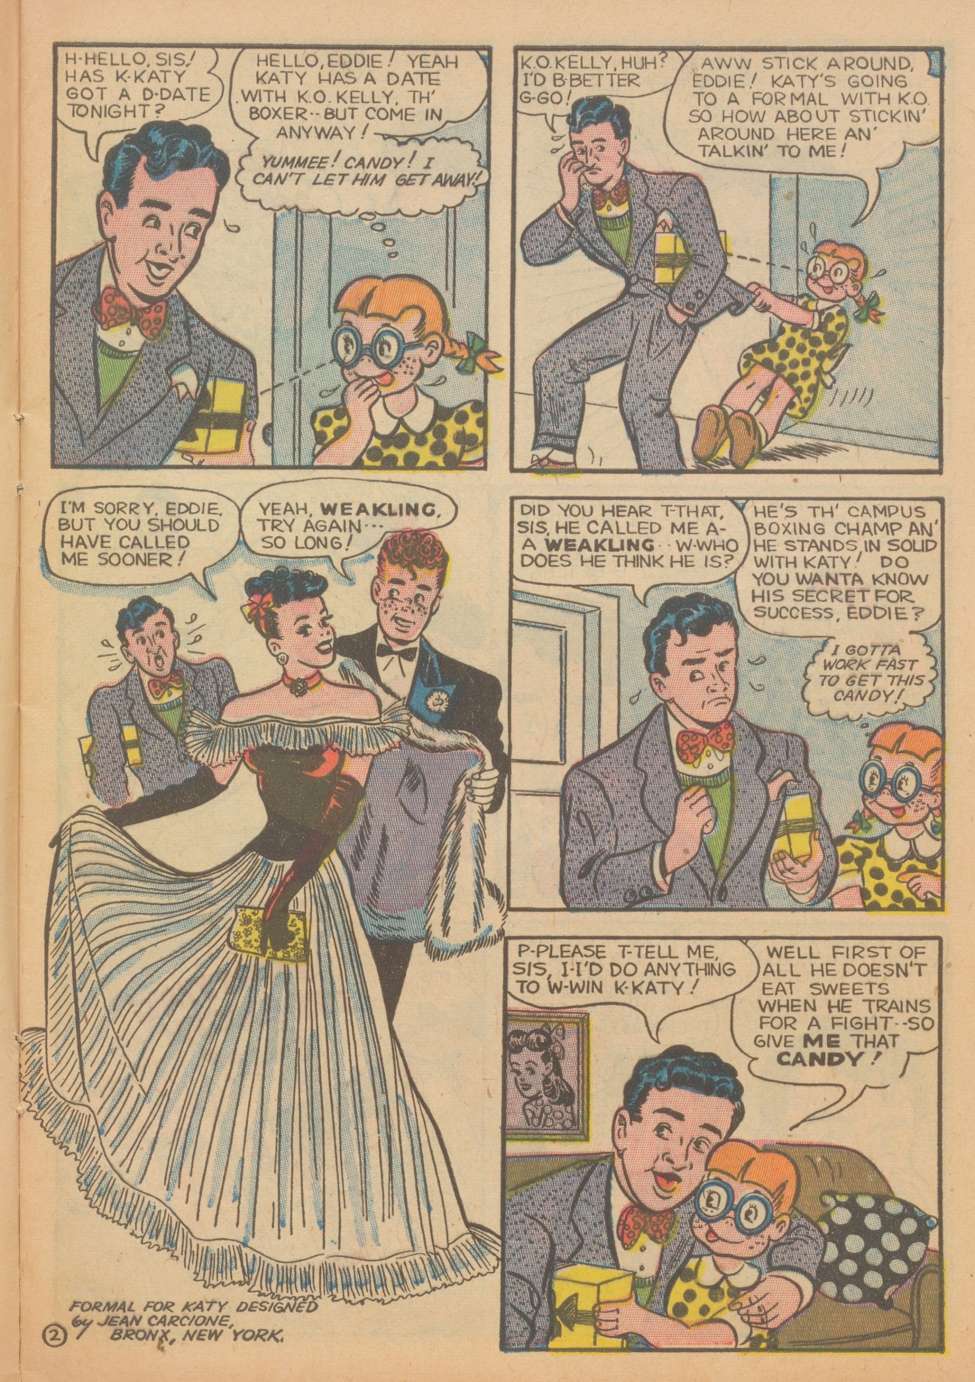 H-HELLO, SIS!
HAS K-KATY
GOT A D-DATE
TONIGHT?
HELLO, EDDIE! YEAH
KATY HAS A DATE
WITH K.O. KELLY, TH'
BOXER--BUT COME IN
ANYWAY!
YUMMEE! CANDY! I
CAN'T LET HIM GET AWAY!
K.O. KELLY, HUH?
I'D B-BETTER
G-GO!
AWW STICK AROUND,
EDDIE! KATY'S GOING
TO A FORMAL WITH K.O.
SO HOW ABOUT STICKIN'
AROUND HERE AN'
TALKIN' TO ME!
I'M SORRY, EDDIE,
BUT YOU SHOULD
HAVE CALLED
ME SOONER!
YEAH, WEAKLING,
TRY AGAIN---
SO LONG!
FORMAL FOR KATY DESIGNED
by JEAN CARCIONE,
BRONX, NEW YORK.
2
DID YOU HEAR T-THAT,
SIS, HE CALLED ME A-
A WEAKLING--W-WHO
DOES HE THINK HE IS?
HE'S TH' CAMPUS
BOXING CHAMP AN'
HE STANDS IN SOLID
WITH KATY! DO
YOU WANTA KNOW
HIS SECRET FOR
SUCCESS, EDDIE?
I GOTTA
WORK FAST
TO GET THIS
CANDY!
P-PLEASE T-TELL ME,
SIS, I-I'D DO ANYTHING
TO W-WIN K-KATY!
WELL FIRST OF
ALL HE DOESN'T
EAT SWEETS
WHEN HE TRAINS
FOR A FIGHT--SO
GIVE ME THAT
CANDY!